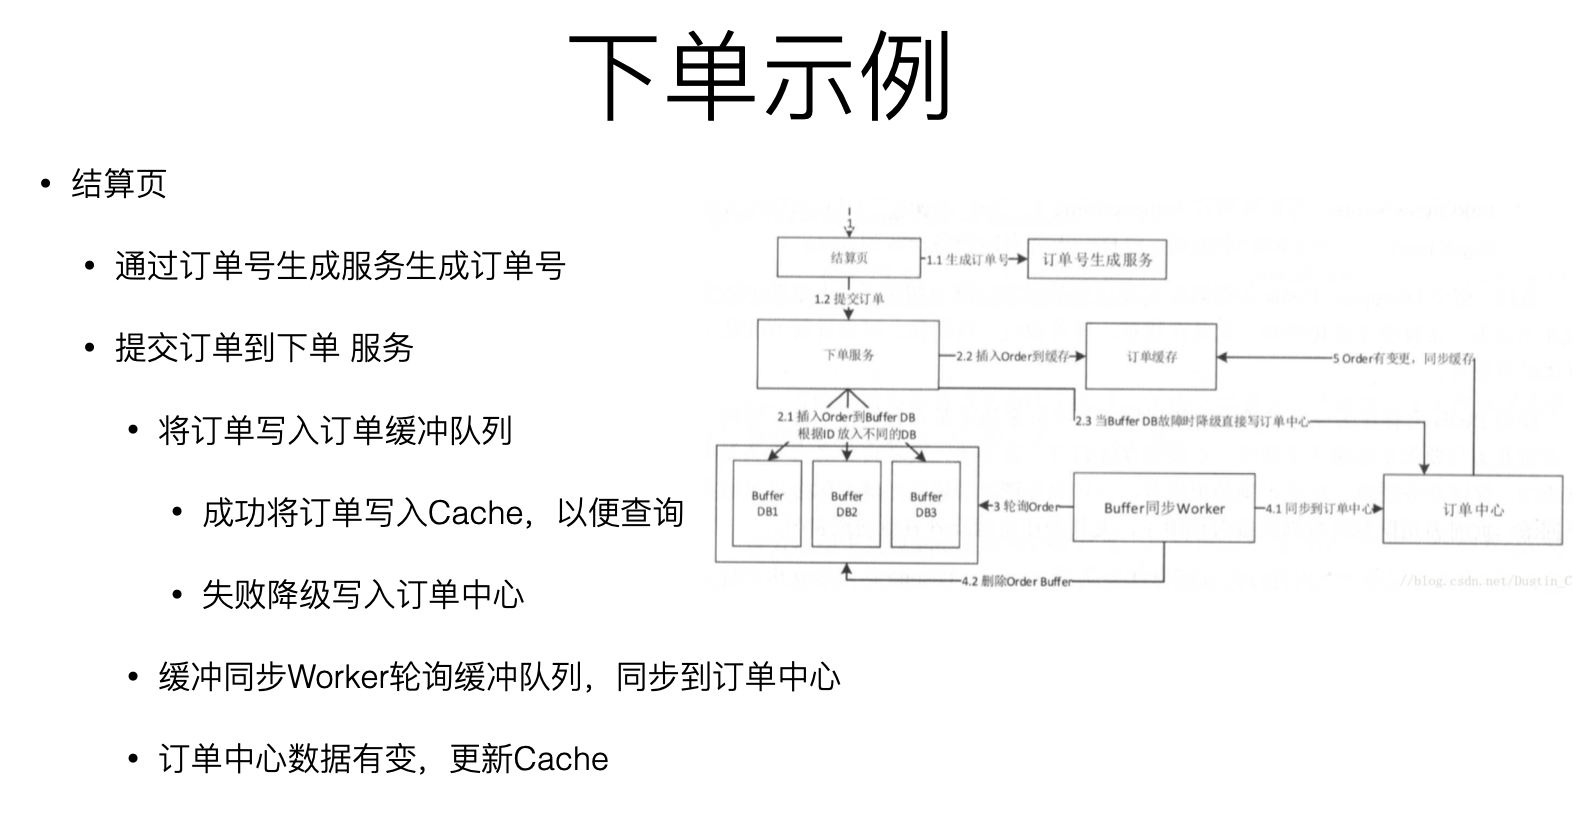 下单示例
结算页
通过订单号生成服务生成订单号
提交订单到下单 服务
将订单写入订单缓冲队列
成功将订单写入Cache，以便查询
失败降级写入订单中心
缓冲同步Worker轮询缓冲队列，同步到订单中心
订单中心数据有变，更新Cache
1
结算页
1.1 生成订单号
订单号生成服务
1.2 提交订单
下单服务
2.2 插入Order到缓存
订单缓存
5 Order有变更，同步缓存
2.1 插入Order到Buffer DB
根据ID 放入不同的DB
2.3 当Buffer DB故障时降级直接写订单中心
Buffer
DB1
Buffer
DB2
Buffer
DB3
3 轮询Order
Buffer同步Worker
4.1 同步到订单中心
订单中心
4.2 删除Order Buffer
//blog.csdn.net/Dustin_C